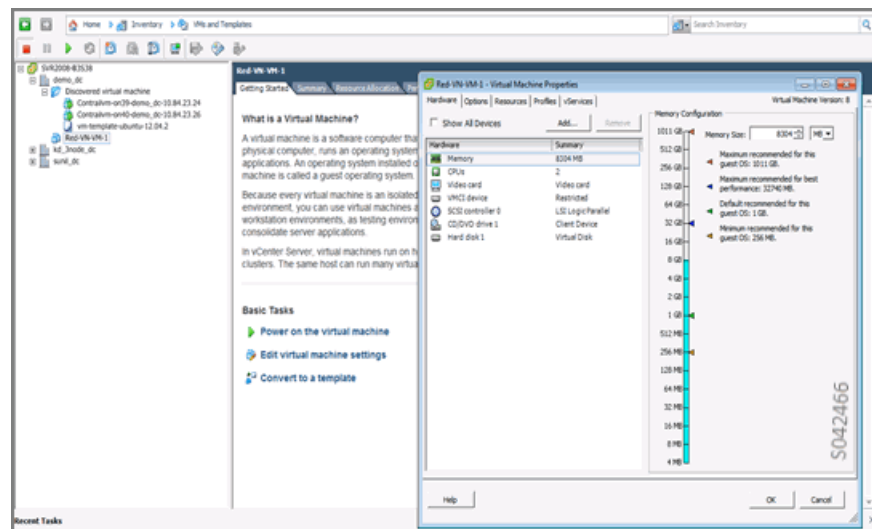 Home
Inventory
VMs and Templates
Search Inventory
SVR2008-B3S38
demo_dc
Discovered virtual machine
Contrailvm-on39-demo_dc-10.84.23.24
Contrailvm-on40-demo_dc-10.84.23.26
vm-template-ubuntu-12.04.2
Red-VN-VM-1
kd_3node_dc
sunil_dc
Red-VN-VM-1
Getting Started
Summary
Resource Allocation
What is a Virtual Machine?
A virtual machine is a software computer that
physical computer, runs an operating system
applications. An operating system installed
machine is called a guest operating system.
Because every virtual machine is an isolated
environment, you can use virtual machines
workstation environments, as testing
consolidate server applications.
In vCenter Server, virtual machines run on
clusters. The same host can run many
Basic Tasks
Power on the virtual machine
Edit virtual machine settings
Convert to a template
Red-VN-VM-1 - Virtual Machine Properties
Hardware Options Resources Profiles vServices
Virtual Machine Version: 8
Show All Devices
Add...
Remove
Hardware Summary
Memory 8304 MB
CPUs 2
Video card Video card
VMCI device Restricted
SCSI controller 0 LSI Logic Parallel
CD/DVD drive 1 Client Device
Hard disk 1 Virtual Disk
Memory Configuration
Memory Size: 8304 MB
1011 GB
512 GB
256 GB
128 GB
64 GB
32 GB
16 GB
8 GB
4 GB
2 GB
1 GB
512 MB
256 MB
128 MB
64 MB
32 MB
16 MB
8 MB
4 MB
Maximum recommended for this
guest OS: 1011 GB.
Maximum recommended for best
performance: 32740 MB.
Default recommended for this
guest OS: 1 GB.
Minimum recommended for this
guest OS: 256 MB.
Help
OK
Cancel
S042466
Recent Tasks